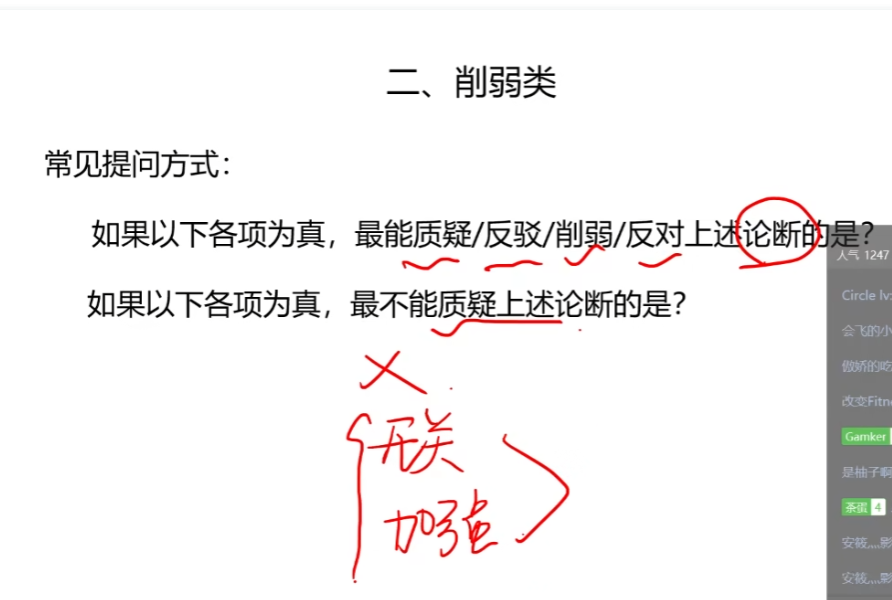 二、削弱类
常见提问方式：
如果以下各项为真，最能质疑/反驳/削弱/反对上述论断的是?
人气 1247
Circle lv
如果以下各项为真，最不能质疑上述论断的是?
会飞的小
傲娇的吃
改变Fitn
无关
Gamker
是柚子啊
加强
茶蛋 4
安筱灬影
安筱灬影